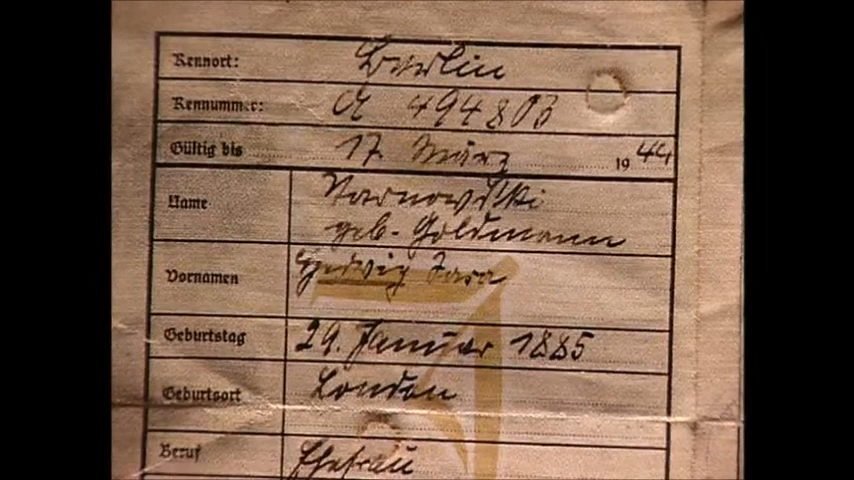 Kennort: Berlin
Kennummer: A 494803
Gültig bis 17. März 1944
Name Tarnowski
geb. Goldmann
Vornamen Hedwig Sara
Geburtstag 29. Januar 1885
Geburtsort London
Beruf Ehefrau